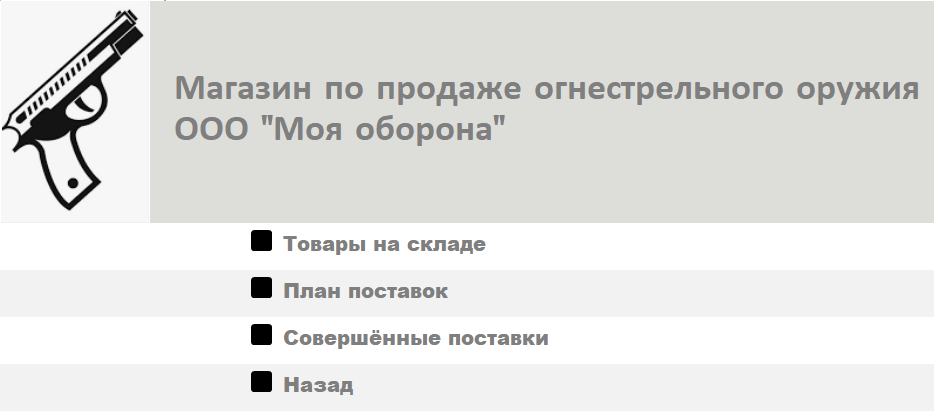 Магазин по продаже огнестрельного оружия
ООО "Моя оборона"
Товары на складе
План поставок
Совершённые поставки
Назад